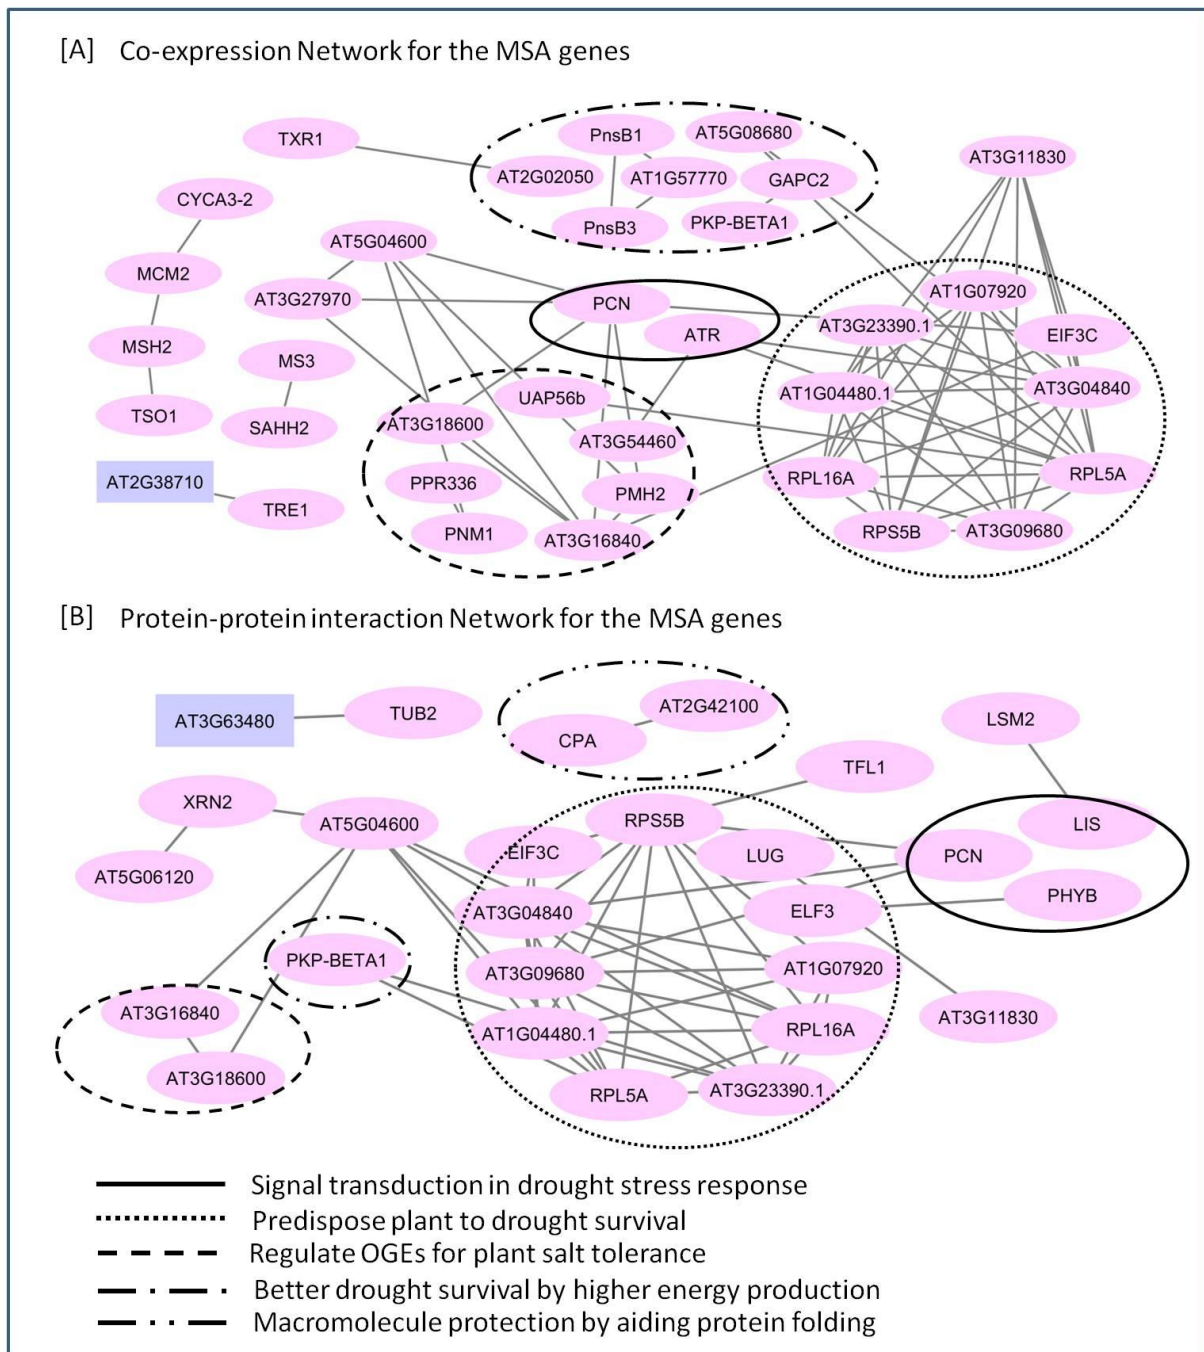 [A] Co-expression Network for the MSA genes
TXR1
PnsB1
AT5G08680
AT3G11830
AT2G02050
AT1G57770
GAPC2
CYCA3-2
PnsB3
PKP-BETA1
AT5G04600
MCM2
AT3G27970
PCN
AT1G07920
ATR
AT3G23390.1
EIF3C
MSH2
MS3
UAP56b
AT1G04480.1
AT3G04840
TSO1
SAHH2
AT3G18600
AT3G54460
AT2G38710
PPR336
PMH2
RPL16A
RPL5A
TRE1
PNM1
AT3G16840
RPS5B
AT3G09680
[B] Protein-protein interaction Network for the MSA genes
AT3G63480
TUB2
AT2G42100
CPA
LSM2
TFL1
XRN2
AT5G04600
RPS5B
LIS
EIF3C
LUG
PCN
AT5G06120
AT3G04840
ELF3
PHYB
PKP-BETA1
AT3G09680
AT1G07920
AT3G16840
AT1G04480.1
RPL16A
AT3G11830
AT3G18600
RPL5A
AT3G23390.1
Signal transduction in drought stress response
Predispose plant to drought survival
Regulate OGEs for plant salt tolerance
Better drought survival by higher energy production
Macromolecule protection by aiding protein folding